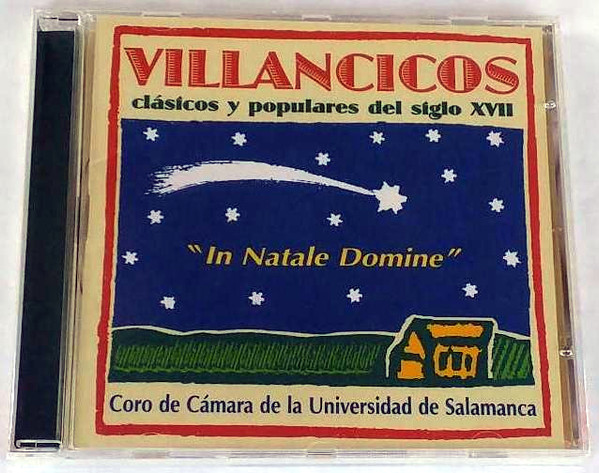 VILLANCICOS
clásicos y populares del siglo XVII
"In Natale Domine"
Coro de Cámara de la Universidad de Salamanca